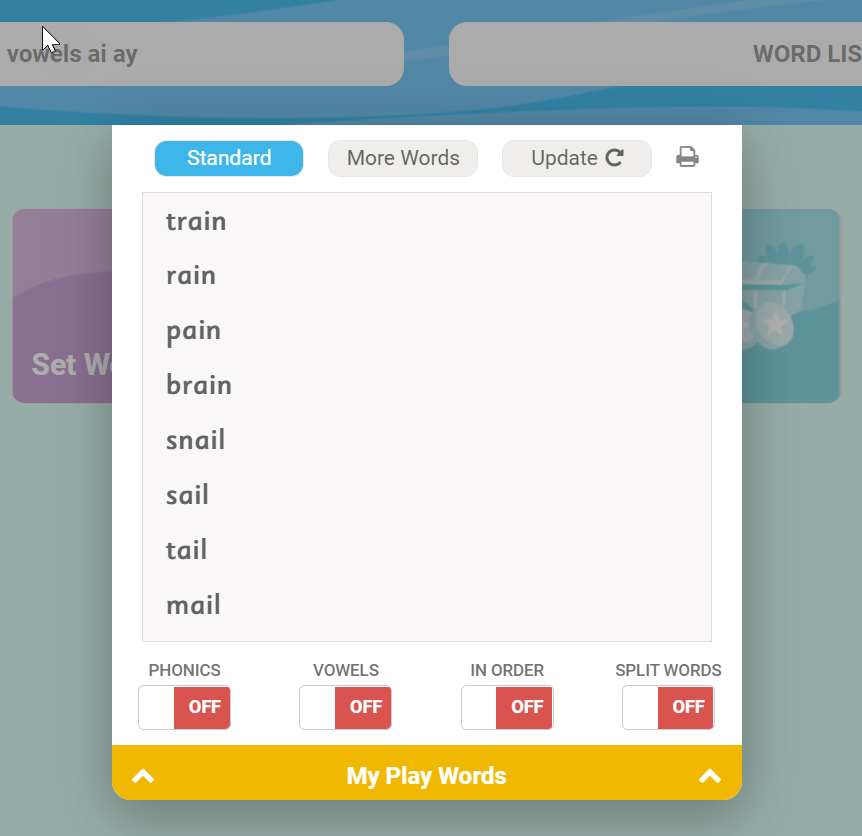 vowels ai ay
WORD LIS
Standard
More Words
Update
train
rain
pain
brain
snail
sail
tail
mail
Set W
PHONICS
VOWELS
IN ORDER
SPLIT WORDS
OFF
OFF
OFF
OFF
My Play Words